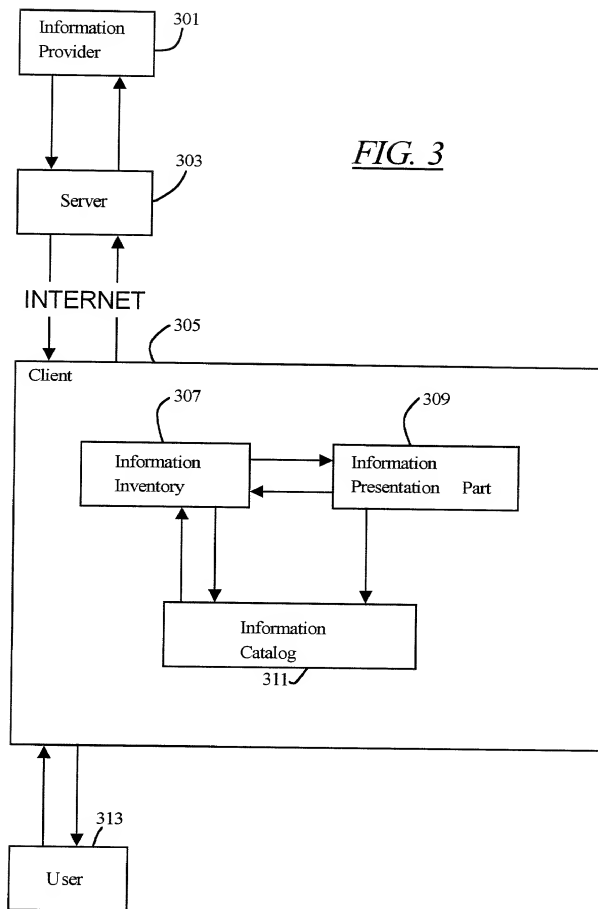 Information
Provider
301
FIG. 3
303
Server
INTERNET
305
Client
307
309
Information
Inventory
Information
Presentation Part
Information
Catalog
311
313
User